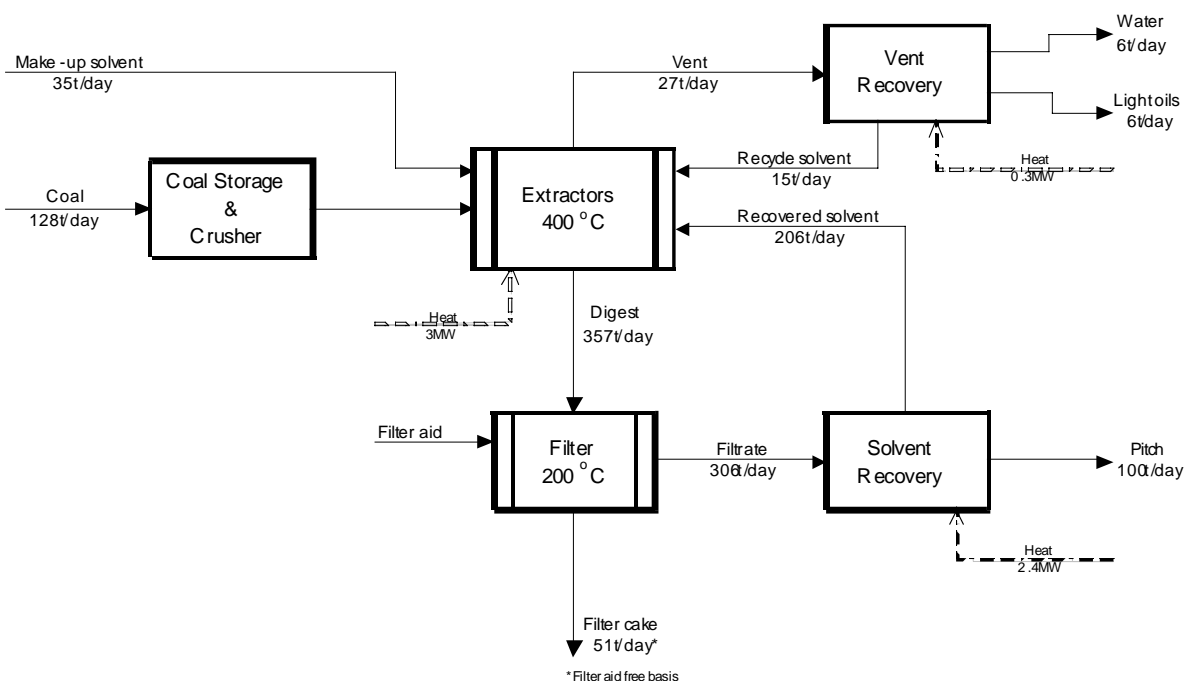 Water
6t/day
Make-up solvent
35t/day
Vent
27t/day
Vent
Recovery
Light oils
6t/day
Heat
0.3MW
Recycle solvent
15t/day
Coal
128t/day
Coal Storage
&
Crusher
Extractors
400 °C
Recovered solvent
206t/day
Heat
3MW
Digest
357t/day
Filter aid
Filter
200 °C
Filtrate
306t/day
Solvent
Recovery
Pitch
100t/day
Heat
2.4MW
Filter cake
51t/day*
*Filter aid free basis